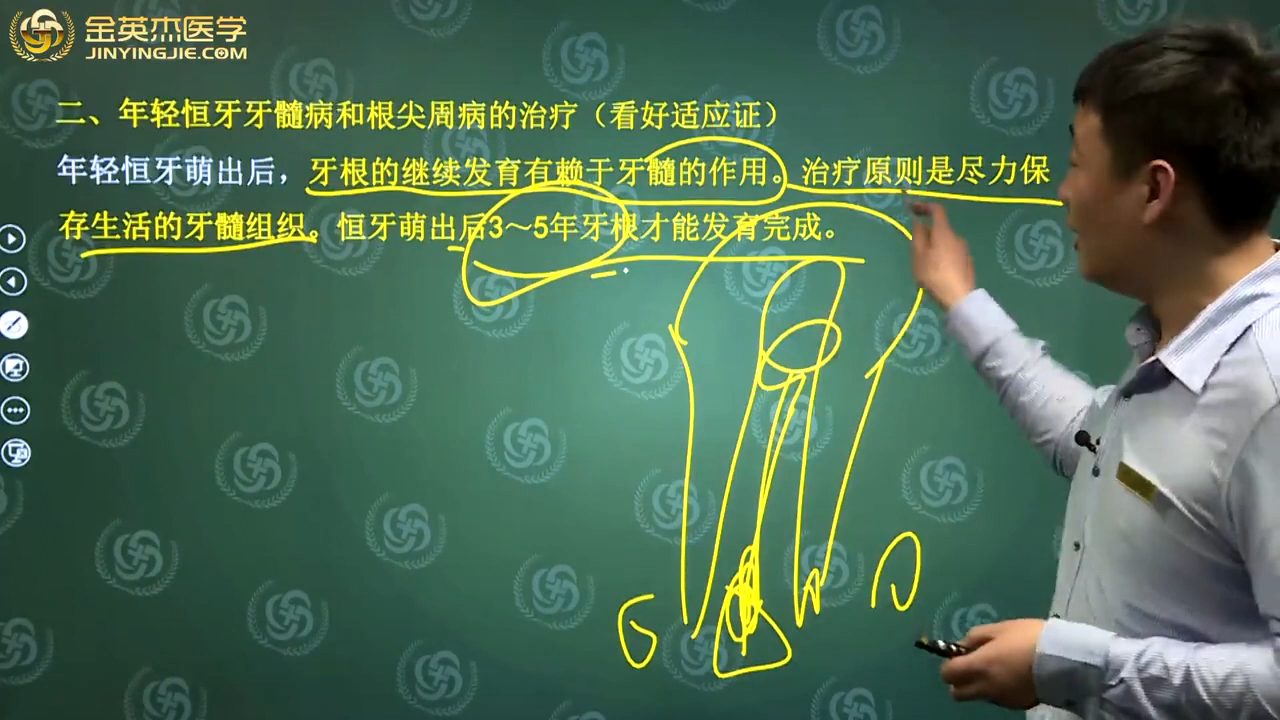 金英杰医学
JINYINGJIE.COM
二、年轻恒牙牙髓病和根尖周病的治疗（看好适应证）
年轻恒牙萌出后，牙根的继续发育有赖于牙髓的作用。治疗原则是尽力保
存生活的牙髓组织。恒牙萌出后3～5年牙根才能发育完成。